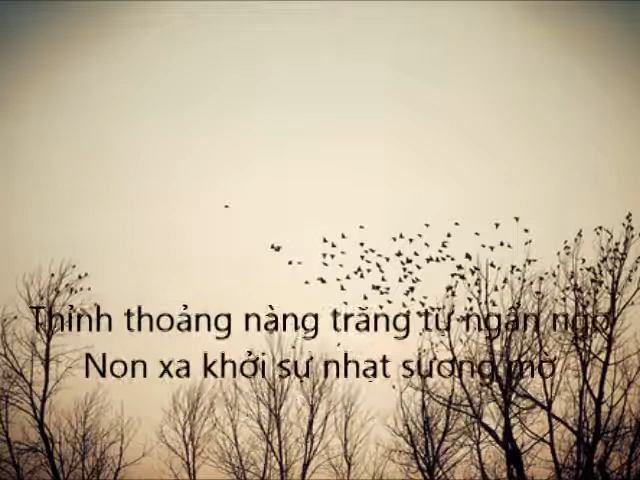 Thỉnh thoảng nàng trăng tự ngẩn ngơ
Non xa khởi sự nhạt sương mờ